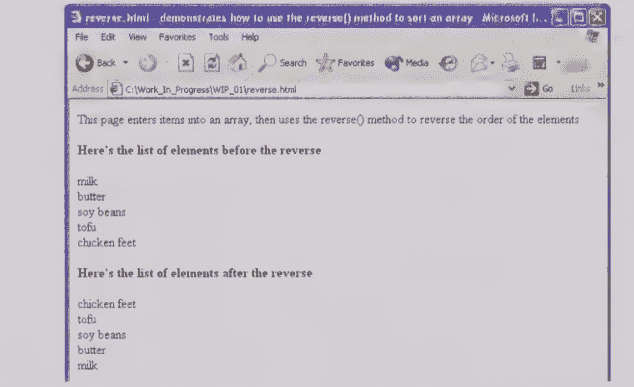 reverse.html demonstrates how to use the reverse() method to sort an array Microsoft I...
File Edit View Favorites Tools Help
Back Search Favorites Media
Address C:\Work_In_Progress\WIP_01\reverse.html Go Links »
This page enters items into an array, then uses the reverse() method to reverse the order of the elements
Here's the list of elements before the reverse
milk
butter
soy beans
tofu
chicken feet
Here's the list of elements after the reverse
chicken feet
tofu
soy beans
butter
milk